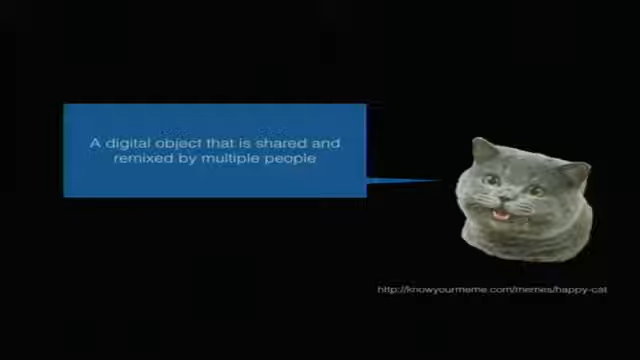 A digital object that is shared and
remixed by multiple people
http://knowyourmeme.com/memes/happy-cat